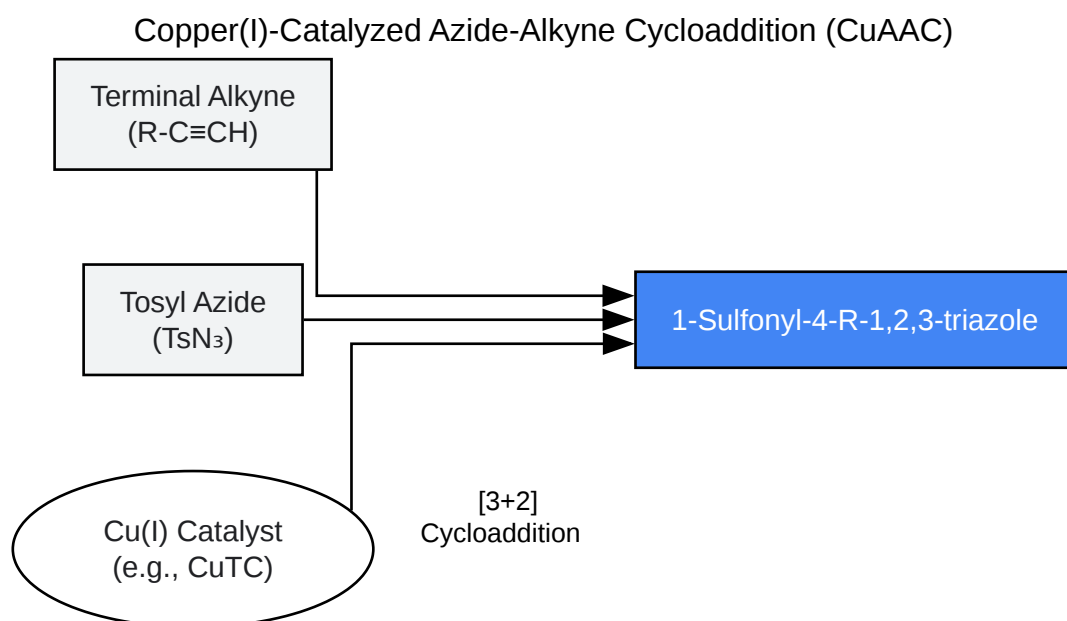 Copper(I)-Catalyzed Azide-Alkyne Cycloaddition (CuAAC)
Terminal Alkyne
(R-C≡CH)
Tosyl Azide
(TsN₃)
1-Sulfonyl-4-R-1,2,3-triazole
Cu(I) Catalyst
(e.g., CuTC)
[3+2]
Cycloaddition